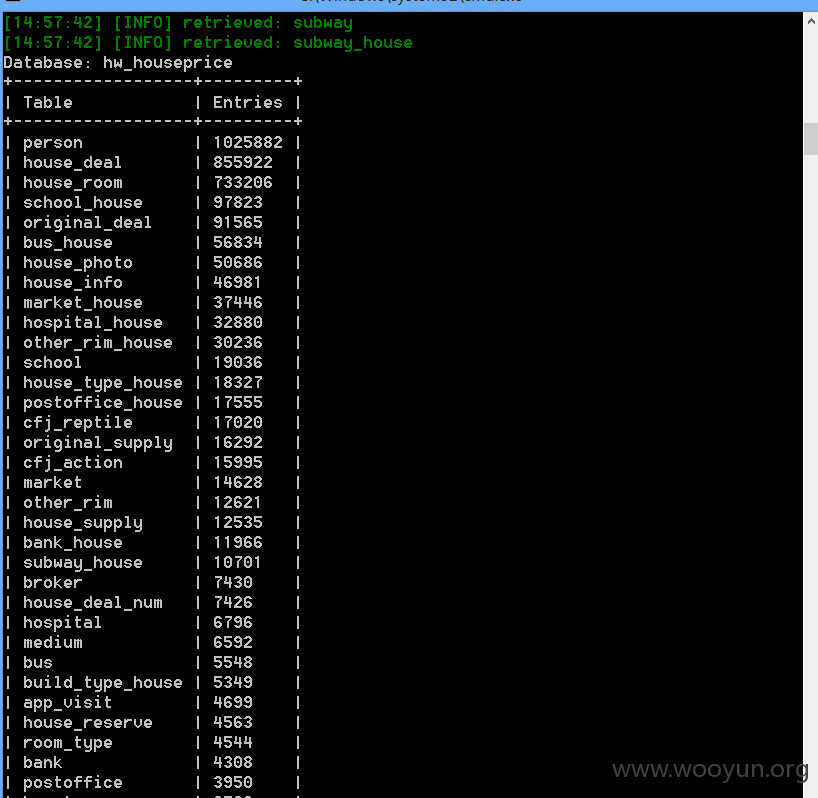 [14:57:42] [INFO] retrieved: subway
[14:57:42] [INFO] retrieved: subway_house
Database: hw_houseprice
+------------------+---------+
| Table            | Entries |
+------------------+---------+
| person           | 1025882 |
| house_deal       | 855922  |
| house_room       | 733206  |
| school_house     | 97823   |
| original_deal    | 91565   |
| bus_house        | 56834   |
| house_photo      | 50686   |
| house_info       | 46981   |
| market_house     | 37446   |
| hospital_house   | 32880   |
| other_rim_house  | 30236   |
| school           | 19036   |
| house_type_house | 18327   |
| postoffice_house | 17555   |
| cfj_reptile      | 17020   |
| original_supply  | 16292   |
| cfj_action       | 15995   |
| market           | 14628   |
| other_rim        | 12621   |
| house_supply     | 12535   |
| bank_house       | 11966   |
| subway_house     | 10701   |
| broker           | 7430    |
| house_deal_num   | 7426    |
| hospital         | 6796    |
| medium           | 6592    |
| bus              | 5548    |
| build_type_house | 5349    |
| app_visit        | 4699    |
| house_reserve    | 4563    |
| room_type        | 4544    |
| bank             | 4308    |
| postoffice       | 3950    |
www.wooyun.org